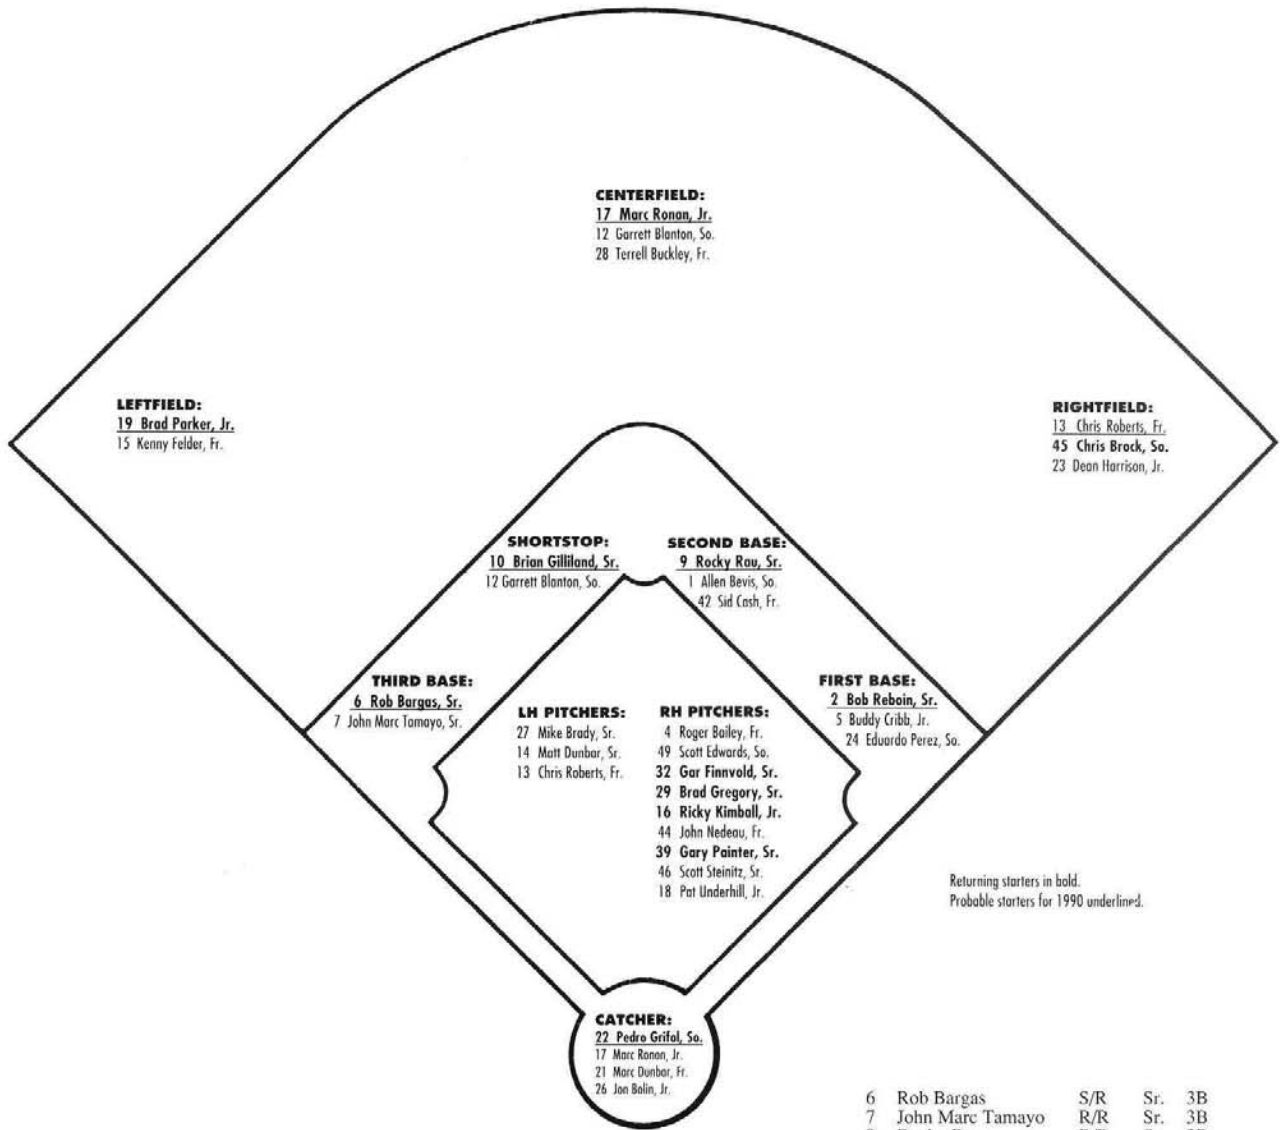 CENTERFIELD:
17 Marc Ronan, Jr.
12 Garrett Blanton, So.
28 Terrell Buckley, Fr.
LEFTFIELD:
19 Brad Parker, Jr.
15 Kenny Felder, Fr.
RIGHTFIELD:
13 Chris Roberts, Fr.
45 Chris Brock, So.
23 Dean Harrison, Jr.
SHORTSTOP:
10 Brian Gilliland, Sr.
12 Garrett Blanton, So.
SECOND BASE:
9 Rocky Rau, Sr.
1 Allen Bevis, So.
42 Sid Cash, Fr.
THIRD BASE:
6 Rob Bargas, Sr.
7 John Marc Tamayo, Sr.
LH PITCHERS:
27 Mike Brady, Sr.
14 Matt Dunbar, Sr.
13 Chris Roberts, Fr.
RH PITCHERS:
4 Roger Bailey, Fr.
49 Scott Edwards, So.
32 Gar Finnvold, Sr.
29 Brad Gregory, Sr.
16 Ricky Kimball, Jr.
44 John Nedeau, Fr.
39 Gary Painter, Sr.
46 Scott Steinitz, Sr.
18 Pat Underhill, Jr.
FIRST BASE:
2 Bob Reboin, Sr.
5 Buddy Cribb, Jr.
24 Eduardo Perez, So.
Returning starters in bold.
Probable starters for 1990 underlined.
CATCHER:
22 Pedro Grifol, So.
17 Marc Ronan, Jr.
21 Marc Dunbar, Fr.
26 Jon Bolin, Jr.
6 Rob Bargas S/R Sr. 3B
7 John Marc Tamayo R/R Sr. 3B